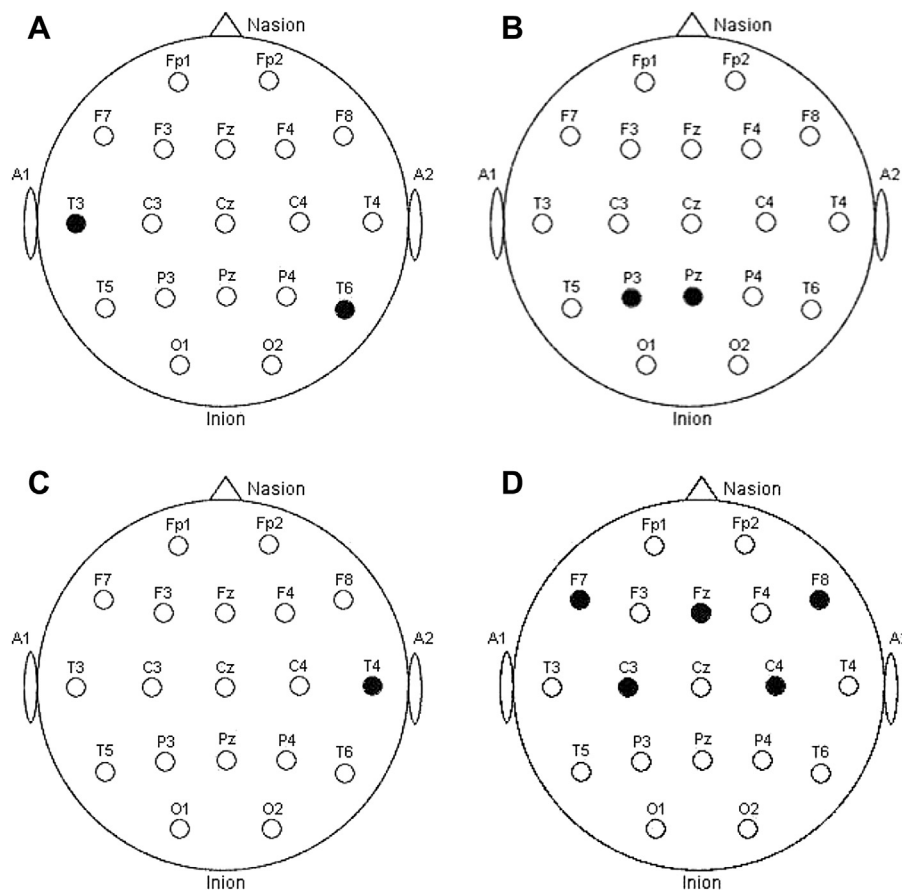 A
Nasion
Fp1 Fp2
F7 F3 Fz F4 F8
A1 A2
T3 C3 Cz C4 T4
T5 P3 Pz P4 T6
O1 O2
Inion
B
Nasion
Fp1 Fp2
F7 F3 Fz F4 F8
A1 A2
T3 C3 Cz C4 T4
T5 P3 Pz P4 T6
O1 O2
Inion
C
Nasion
Fp1 Fp2
F7 F3 Fz F4 F8
A1 A2
T3 C3 Cz C4 T4
T5 P3 Pz P4 T6
O1 O2
Inion
D
Nasion
Fp1 Fp2
F7 F3 Fz F4 F8
A1
T3 C3 Cz C4 T4
T5 P3 Pz P4 T6
O1 O2
Inion